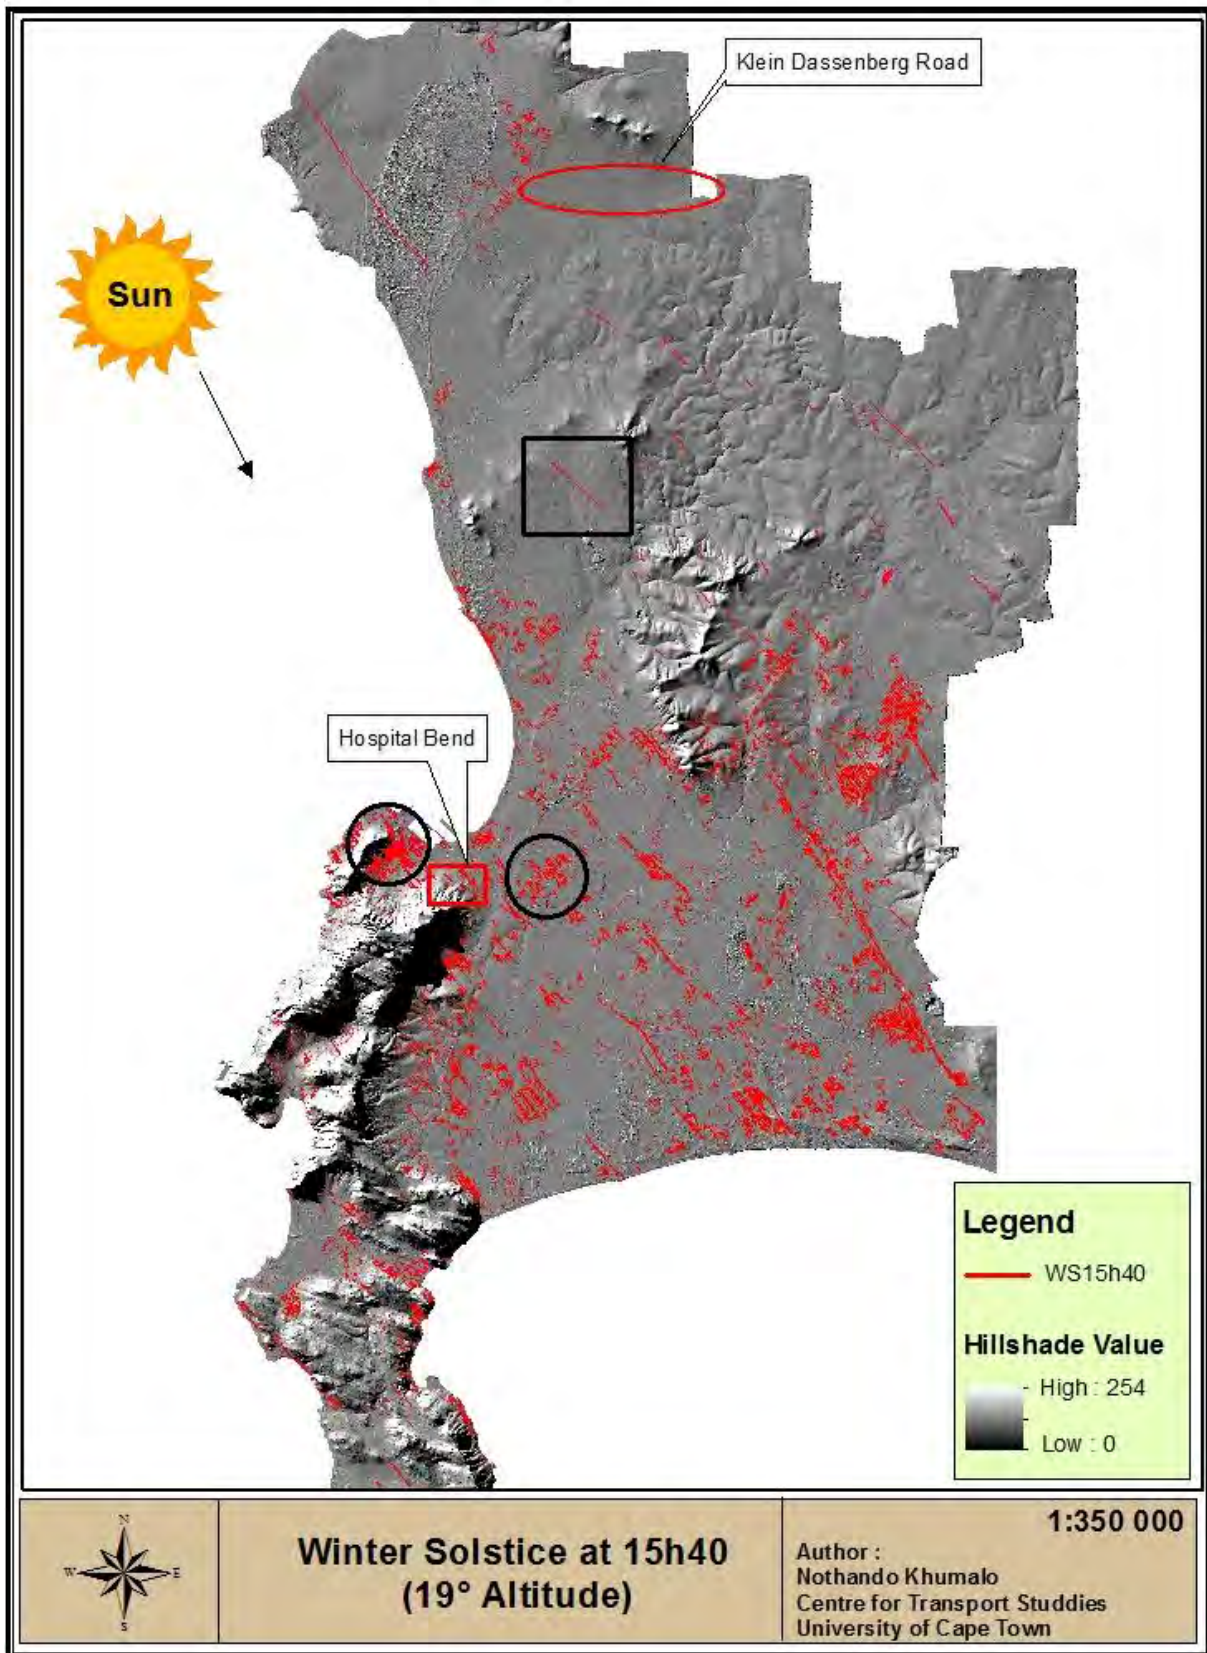 Klein Dassenberg Road
Sun
Hospital Bend
Legend
WS15h40
Hillshade Value
High : 254
Low : 0
N
W
E
S
Winter Solstice at 15h40
(19° Altitude)
1:350 000
Author :
Nothando Khumalo
Centre for Transport Studdies
University of Cape Town